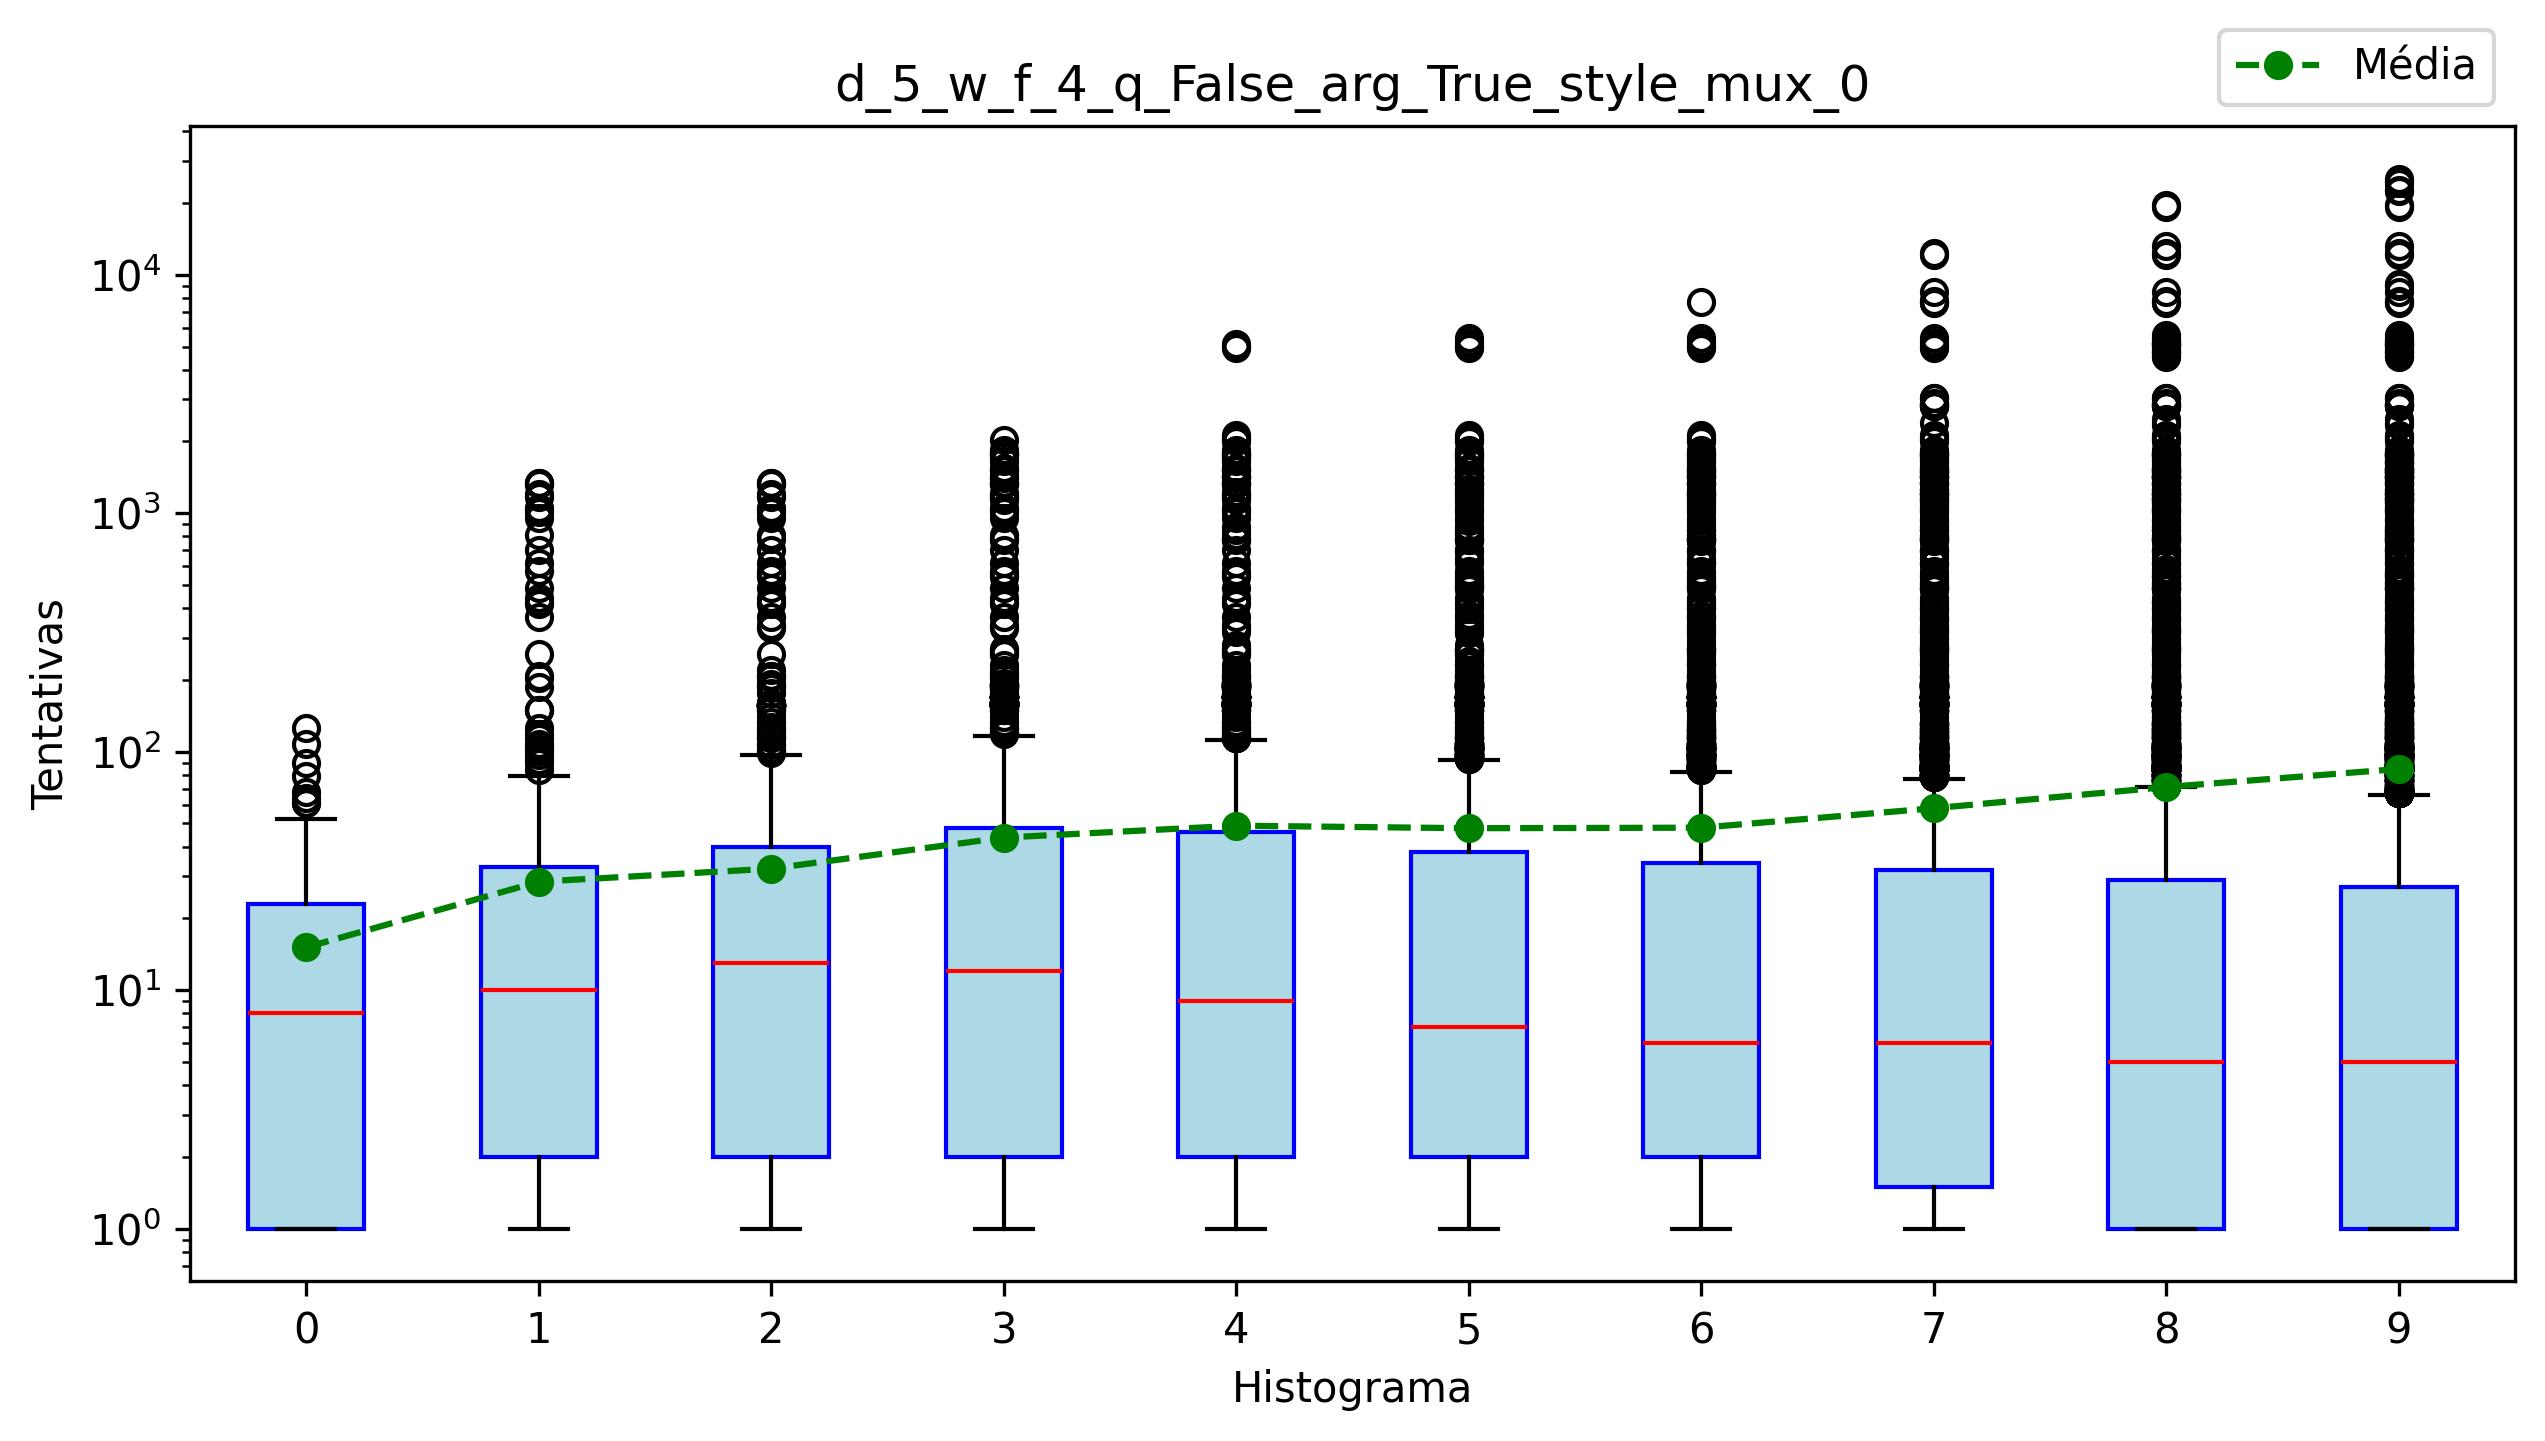 d_5_w_f_4_q_False_arg_True_style_mux_0
Média
Tentativas
10^4
10^3
10^2
10^1
10^0
0 1 2 3 4 5 6 7 8 9
Histograma